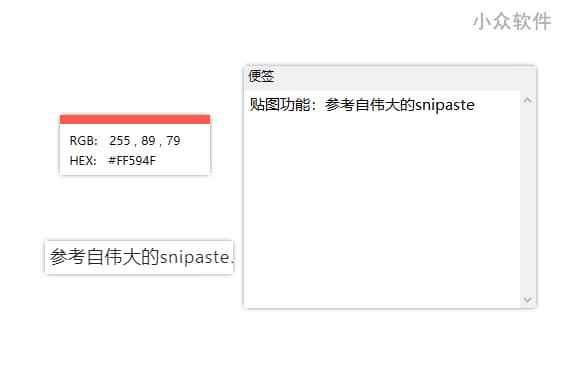 小众软件
便签
贴图功能：参考自伟大的snipaste
RGB: 255 , 89 , 79
HEX: #FF594F
参考自伟大的snipaste.